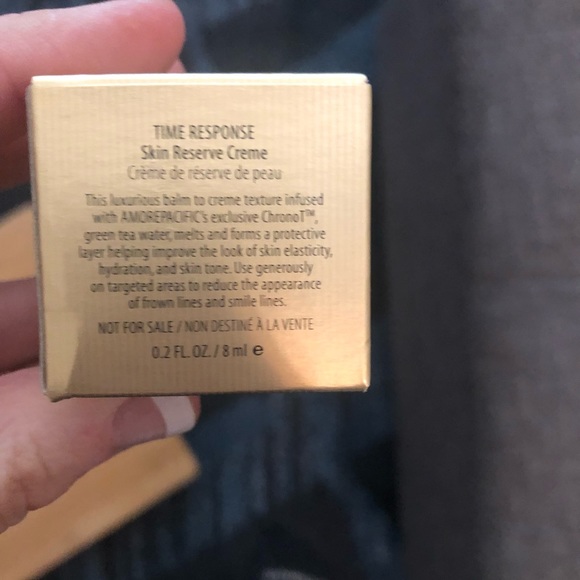 TIME RESPONSE
Skin Reserve Creme
Crème de réserve de peau
This luxurious balm to creme texture infused
with AMOREPACIFIC's exclusive ChronoT™,
green tea water, melts and forms a protective
layer helping improve the look of skin elasticity,
hydration, and skin tone. Use generously
on targeted areas to reduce the appearance
of frown lines and smile lines.
NOT FOR SALE / NON DESTINÉ À LA VENTE
0.2 FL. OZ. / 8 ml e